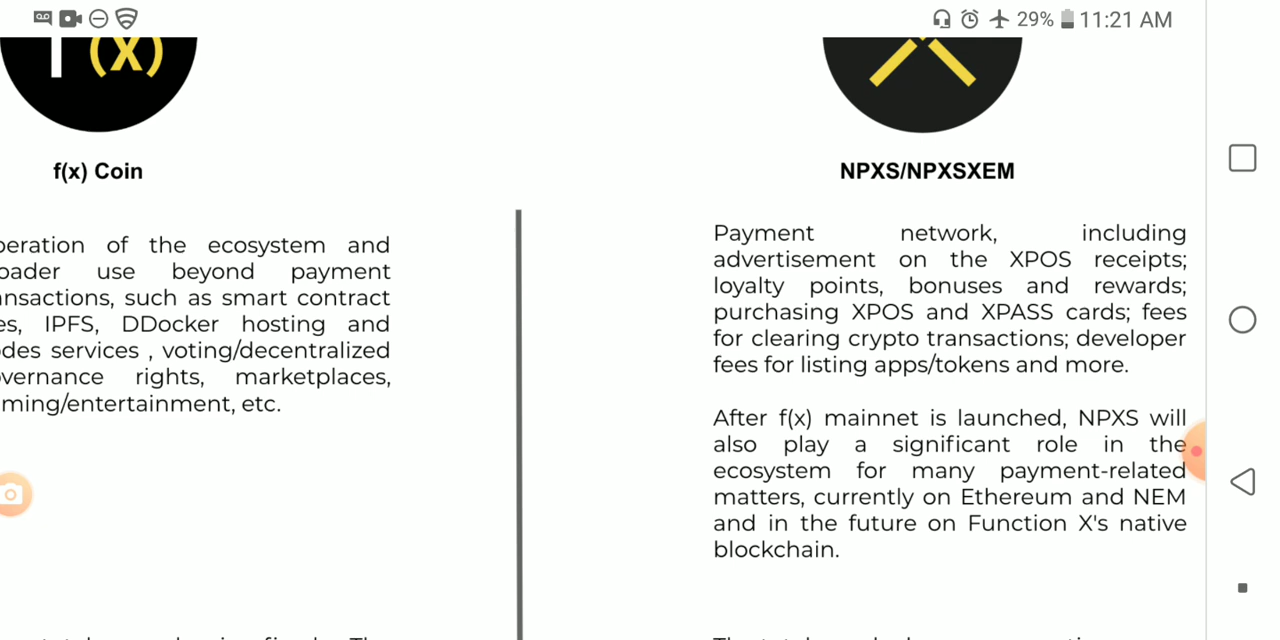 29% 11:21 AM
f(x)
f(x) Coin
peration of the ecosystem and
oader use beyond payment
ansactions, such as smart contract
es, IPFS, DDocker hosting and
des services , voting/decentralized
vernance rights, marketplaces,
ming/entertainment, etc.
NPXS/NPXSXEM
Payment network, including
advertisement on the XPOS receipts;
loyalty points, bonuses and rewards;
purchasing XPOS and XPASS cards; fees
for clearing crypto transactions; developer
fees for listing apps/tokens and more.
After f(x) mainnet is launched, NPXS will
also play a significant role in the
ecosystem for many payment-related
matters, currently on Ethereum and NEM
and in the future on Function X's native
blockchain.